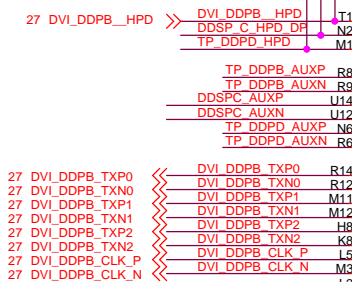 27 DVI_DDPB__HPD DVI_DDPB__HPD T1
DDSP_C_HPD_DP N2
TP_DDPD_HPD M1
TP_DDPB_AUXP R8
TP_DDPB_AUXN R9
DDSPC_AUXP U14
DDSPC_AUXN U12
TP_DDPD_AUXP N6
TP_DDPD_AUXN R6
27 DVI_DDPB_TXP0 DVI_DDPB_TXP0 R14
27 DVI_DDPB_TXN0 DVI_DDPB_TXN0 R12
27 DVI_DDPB_TXP1 DVI_DDPB_TXP1 M11
27 DVI_DDPB_TXN1 DVI_DDPB_TXN1 M12
27 DVI_DDPB_TXP2 DVI_DDPB_TXP2 H8
27 DVI_DDPB_TXN2 DVI_DDPB_TXN2 K8
27 DVI_DDPB_CLK_P DVI_DDPB_CLK_P L5
27 DVI_DDPB_CLK_N DVI_DDPB_CLK_N M3